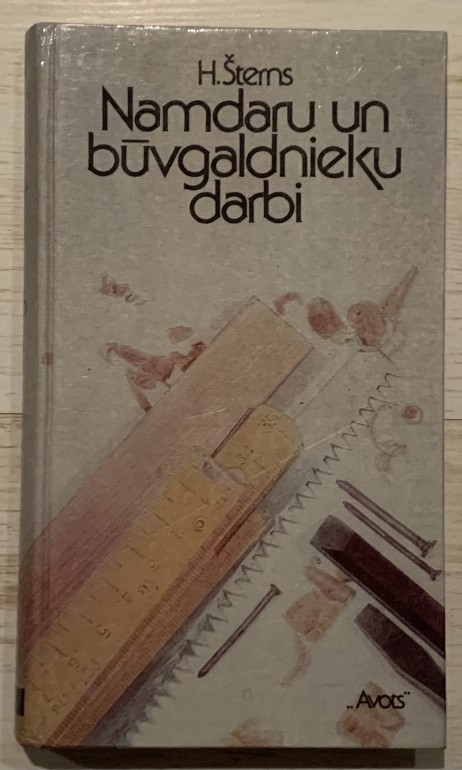 H.Šterns
Namdaru un
būvgaldnieku
darbi
„Avots"